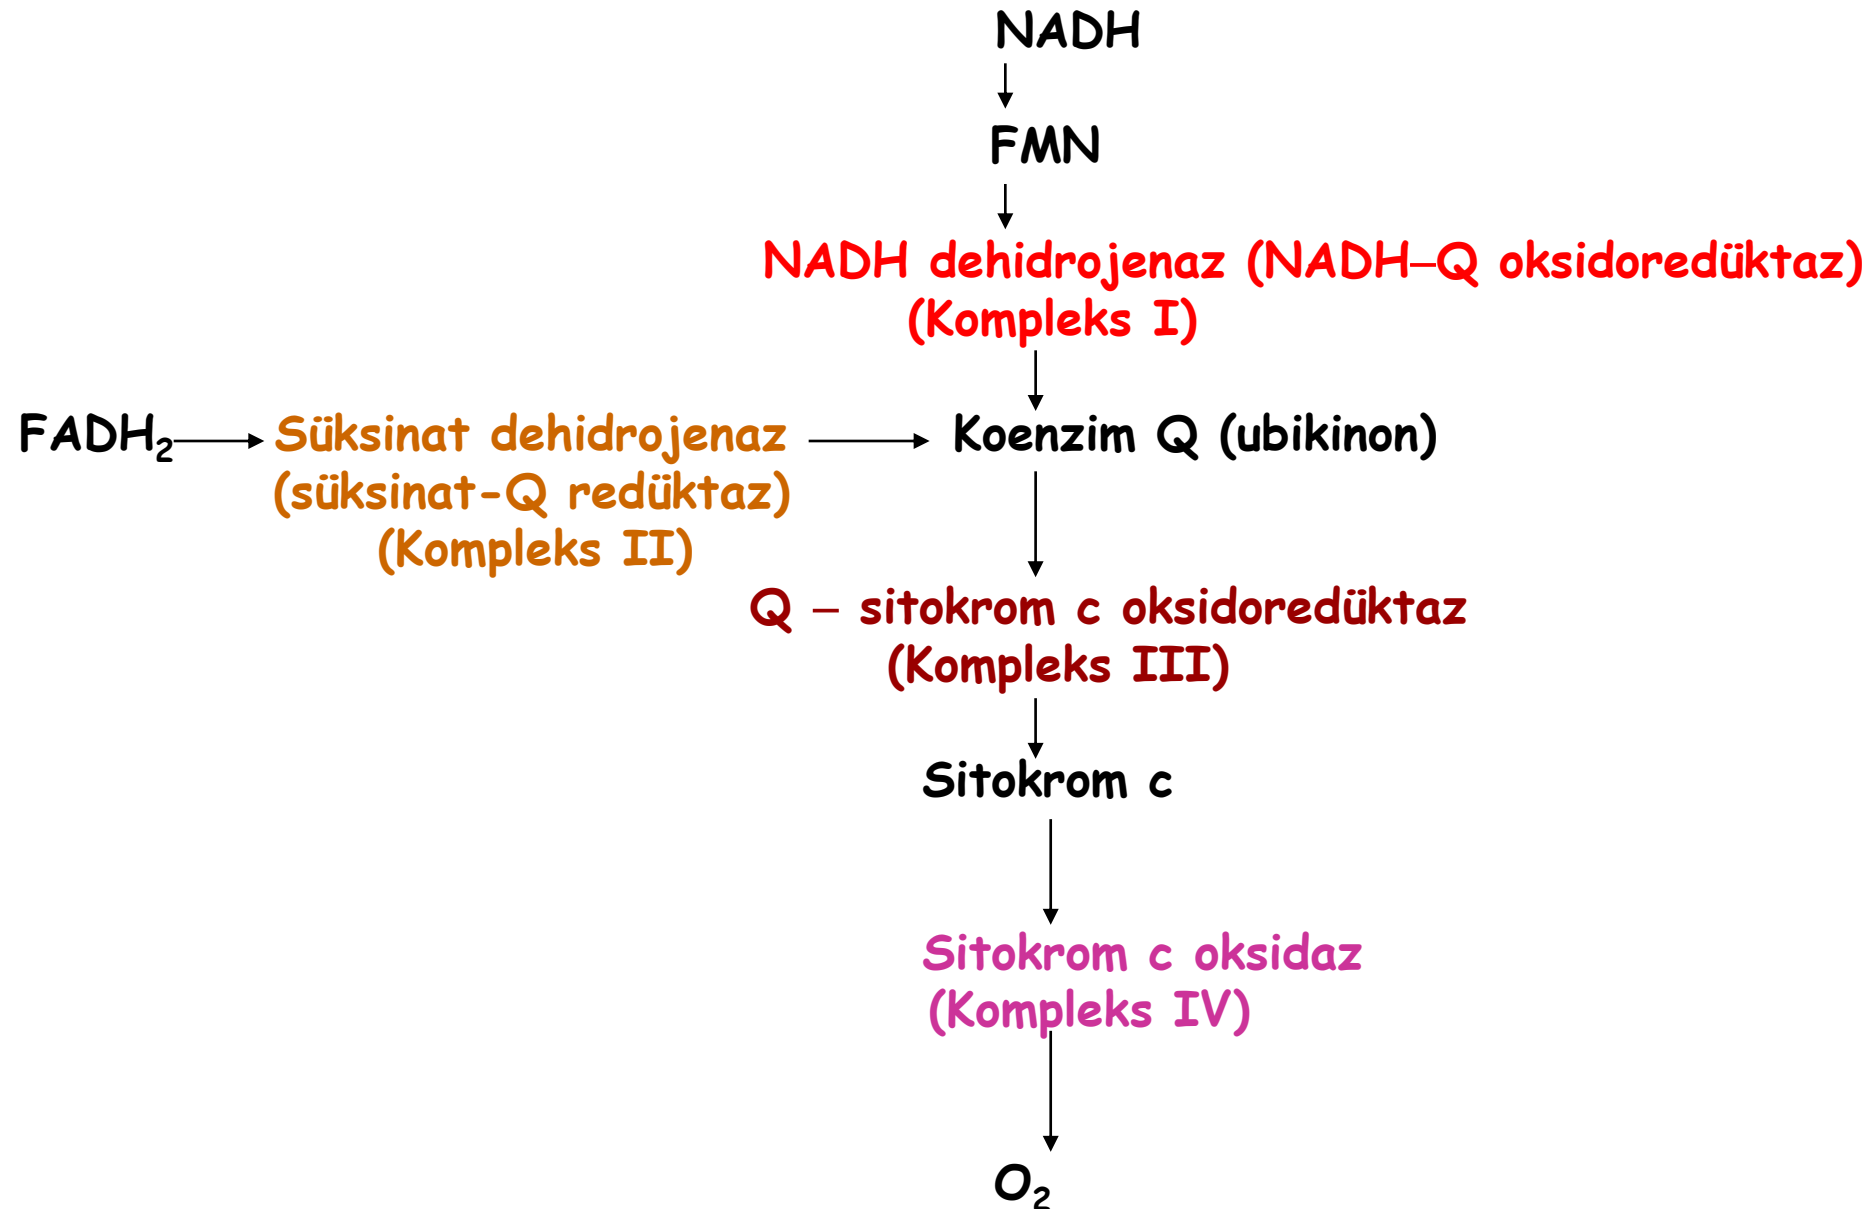 NADH
FMN
NADH dehidrojenaz (NADH–Q oksidoredüktaz)
(Kompleks I)
FADH₂ Süksinat dehidrojenaz Koenzim Q (ubikinon)
(süksinat-Q redüktaz)
(Kompleks II)
Q – sitokrom c oksidoredüktaz
(Kompleks III)
Sitokrom c
Sitokrom c oksidaz
(Kompleks IV)
O₂